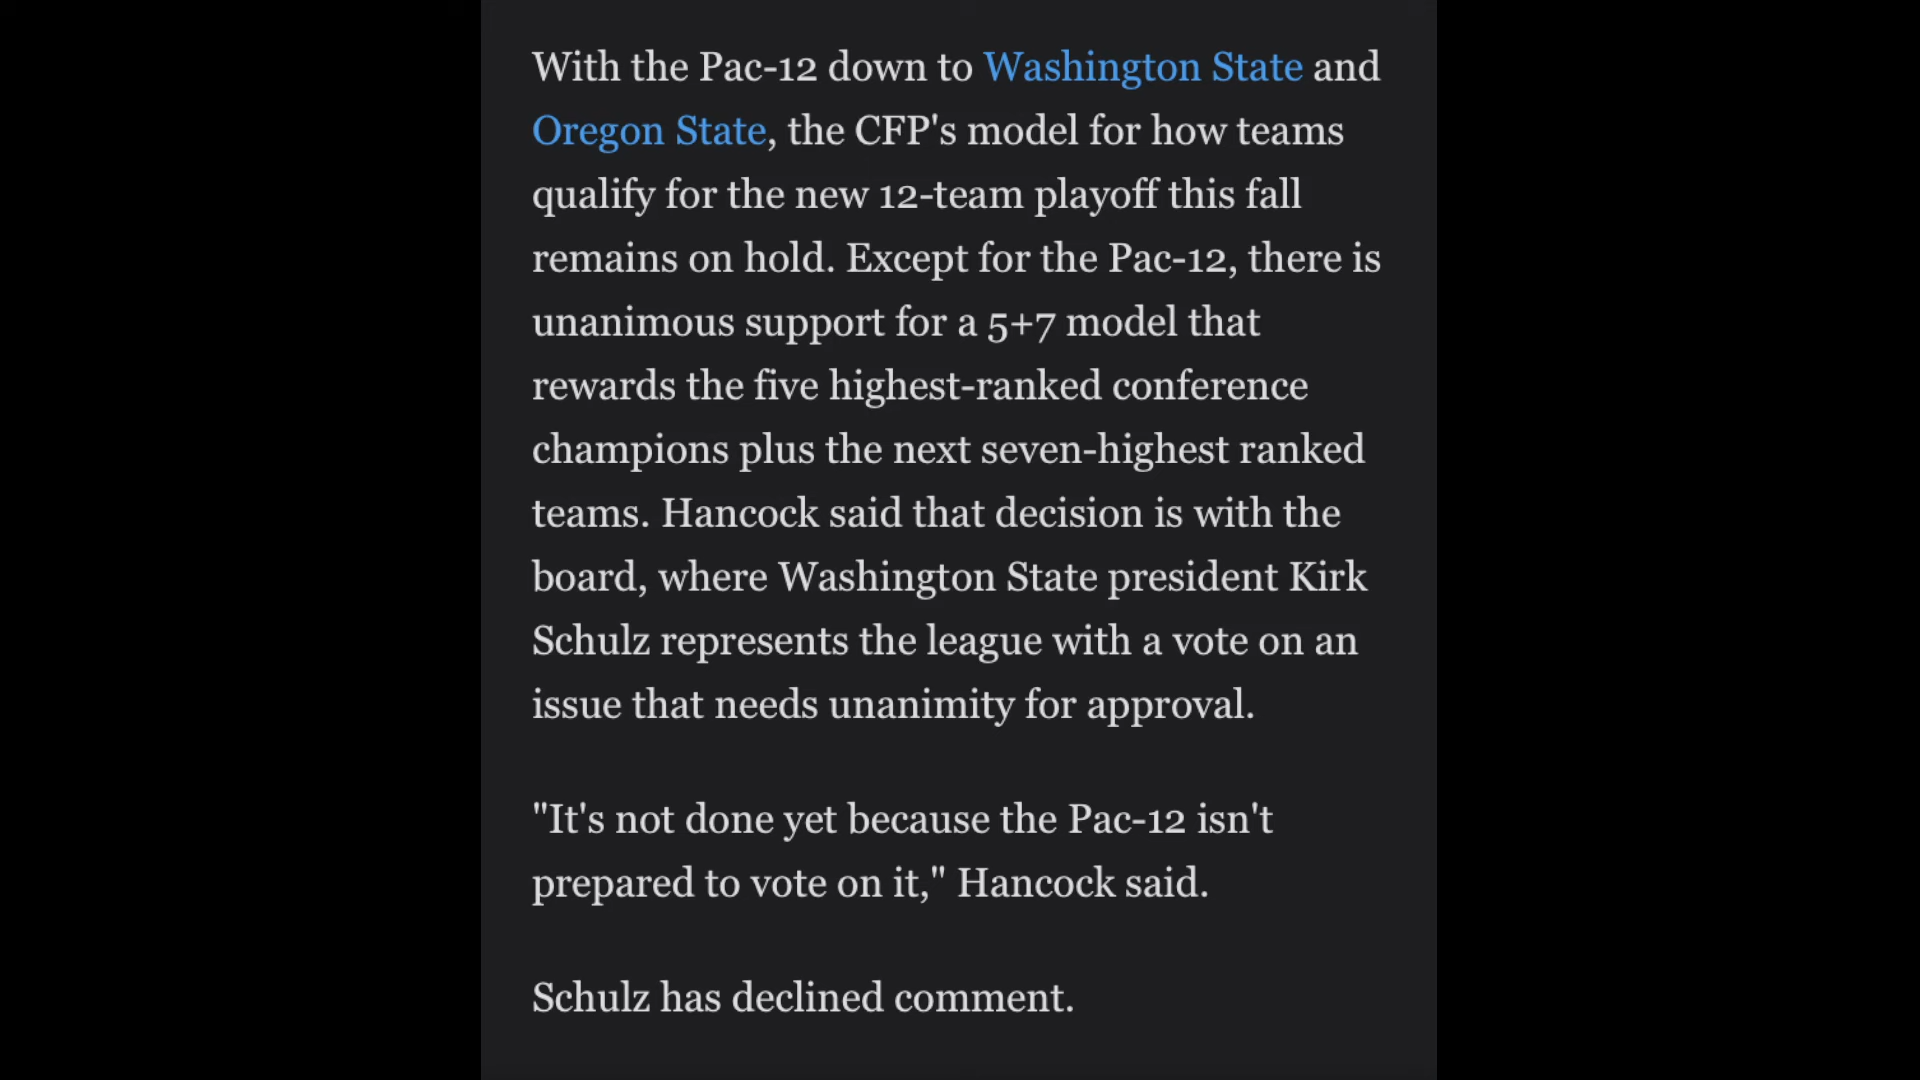 With the Pac-12 down to Washington State and
Oregon State, the CFP's model for how teams
qualify for the new 12-team playoff this fall
remains on hold. Except for the Pac-12, there is
unanimous support for a 5+7 model that
rewards the five highest-ranked conference
champions plus the next seven-highest ranked
teams. Hancock said that decision is with the
board, where Washington State president Kirk
Schulz represents the league with a vote on an
issue that needs unanimity for approval.
"It's not done yet because the Pac-12 isn't
prepared to vote on it," Hancock said.
Schulz has declined comment.